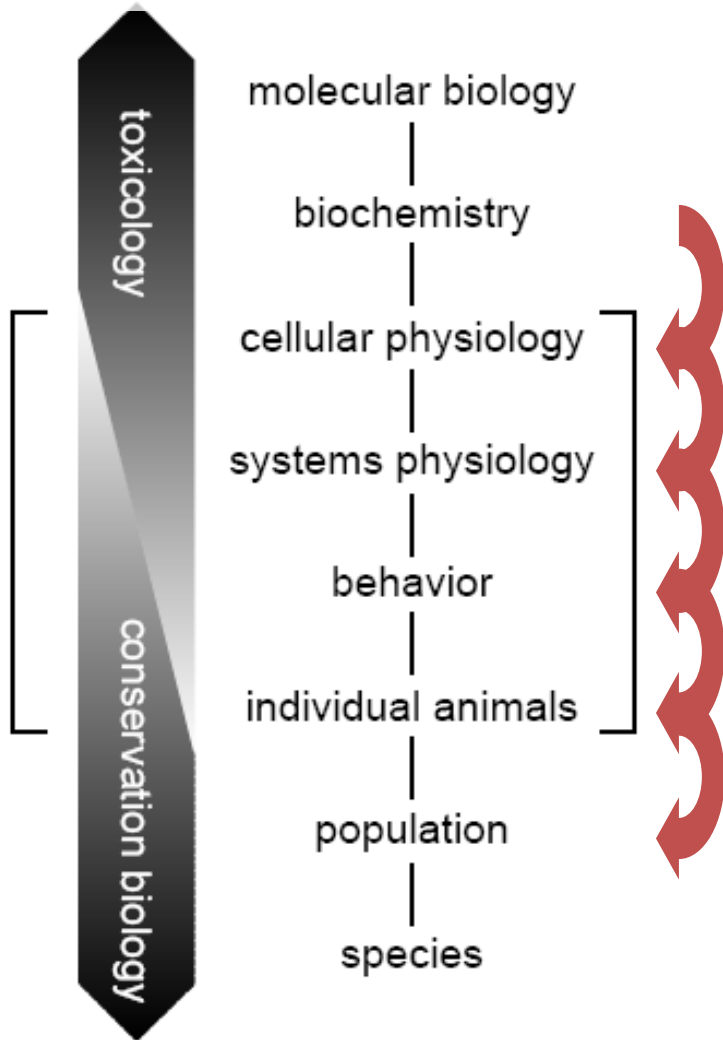 toxicology
conservation biology
molecular biology
biochemistry
cellular physiology
systems physiology
behavior
individual animals
population
species